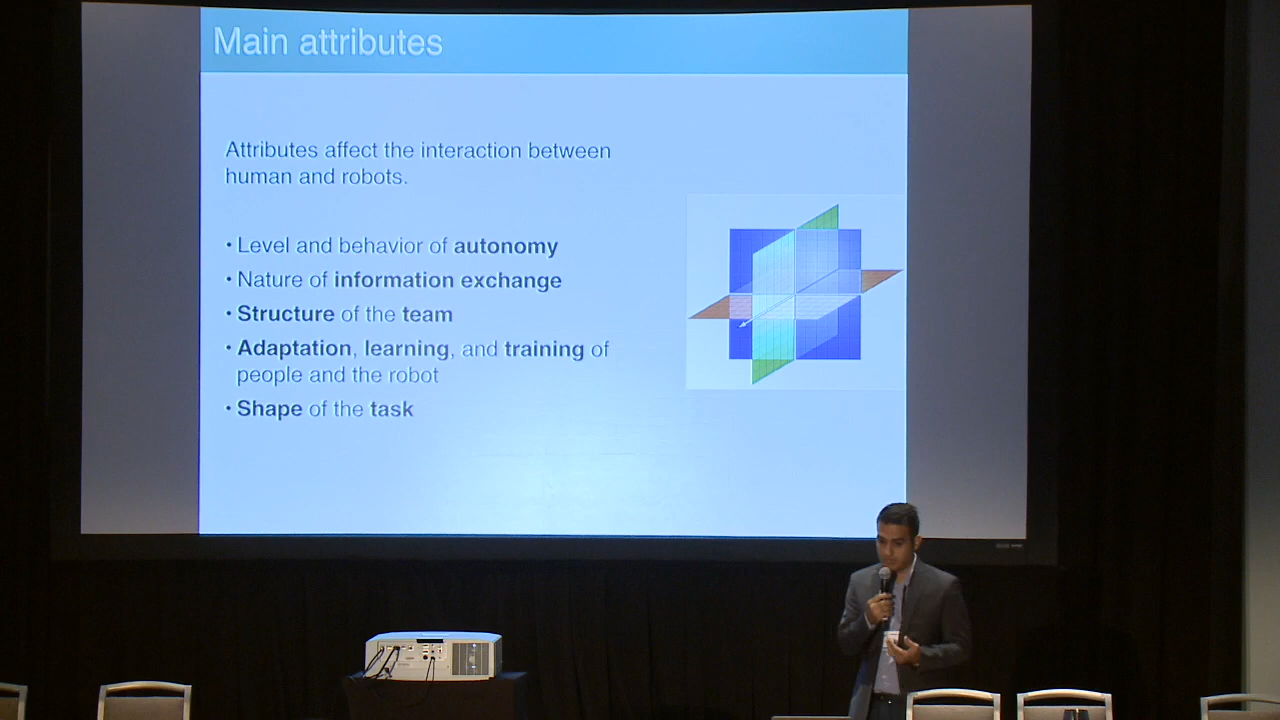 Main attributes
Attributes affect the interaction between
human and robots.
• Level and behavior of autonomy
• Nature of information exchange
• Structure of the team
• Adaptation, learning, and training of
people and the robot
• Shape of the task